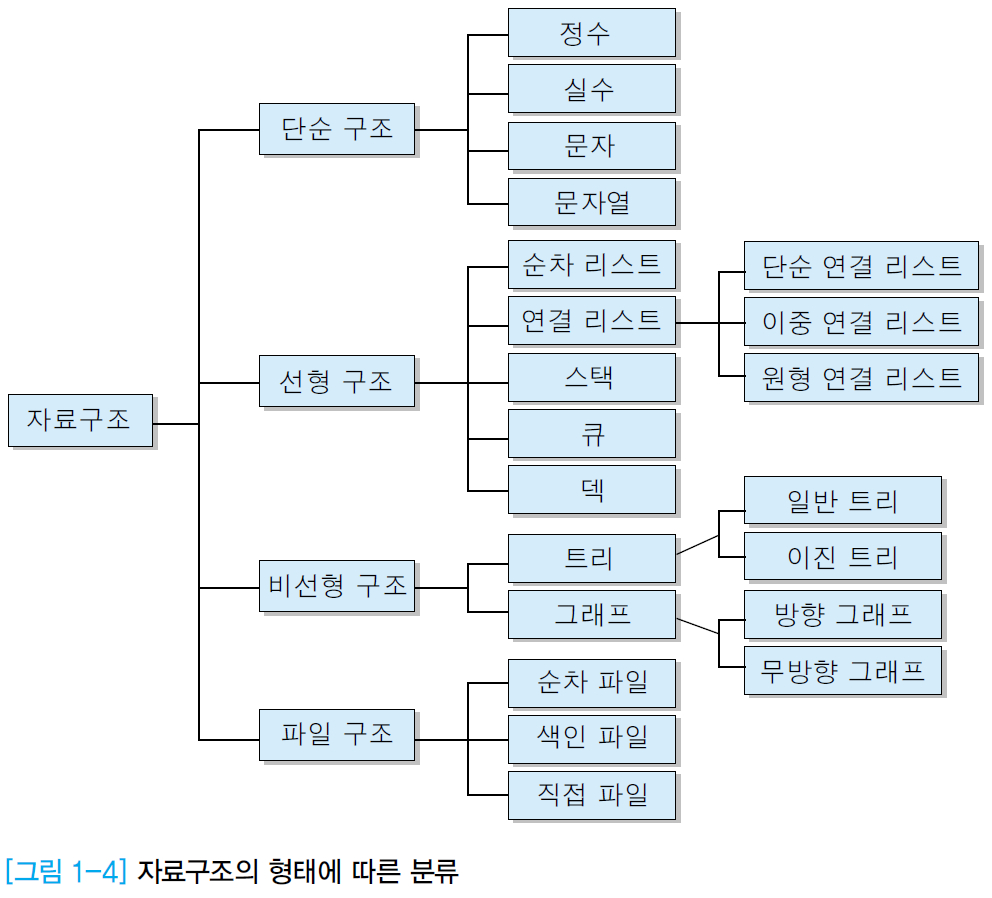 자료구조
단순 구조
정수
실수
문자
문자열
선형 구조
순차 리스트
연결 리스트
단순 연결 리스트
이중 연결 리스트
원형 연결 리스트
스택
큐
덱
비선형 구조
트리
일반 트리
이진 트리
그래프
방향 그래프
무방향 그래프
파일 구조
순차 파일
색인 파일
직접 파일
[그림 1-4] 자료구조의 형태에 따른 분류